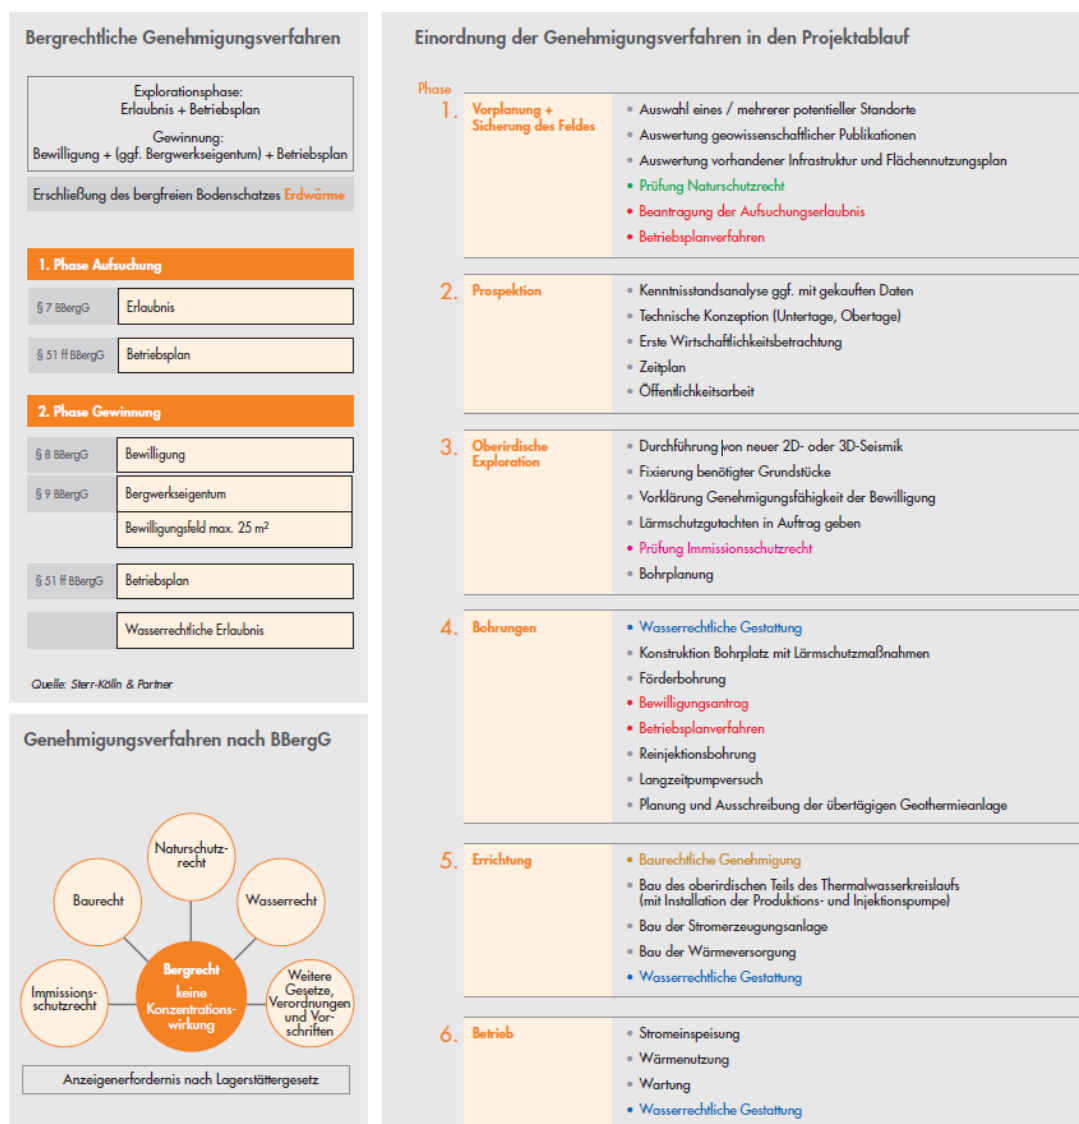 Bergrechtliche Genehmigungsverfahren
Explorationsphase:
Erlaubnis + Betriebsplan
Gewinnung:
Bewilligung + (ggf. Bergwerkseigentum) + Betriebsplan
Erschließung des bergfreien Bodenschatzes Erdwärme
1. Phase Aufsuchung
§ 7 BBergG Erlaubnis
§ 51 ff BBergG Betriebsplan
2. Phase Gewinnung
§ 8 BBergG Bewilligung
§ 9 BBergG Bergwerkseigentum
Bewilligungsfeld max. 25 m²
§ 51 ff BBergG Betriebsplan
Wasserrechtliche Erlaubnis
Quelle: Sterr-Kölln & Partner
Genehmigungsverfahren nach BBergG
Naturschutz-
recht
Baurecht
Wasserrecht
Immissions-
schutzrecht
Bergrecht
keine
Konzentrations-
wirkung
Weitere
Gesetze,
Verordnungen
und Vor-
schriften
Anzeigenerfordernis nach Lagerstättergesetz
Einordnung der Genehmigungsverfahren in den Projektablauf
Phase
1. Vorplanung +
Sicherung des Feldes
• Auswahl eines / mehrerer potentieller Standorte
• Auswertung geowissenschaftlicher Publikationen
• Auswertung vorhandener Infrastruktur und Flächennutzungsplan
• Prüfung Naturschutzrecht
• Beantragung der Aufsuchungserlaubnis
• Betriebsplanverfahren
2. Prospektion
• Kenntnisstandsanalyse ggf. mit gekauften Daten
• Technische Konzeption (Untertage, Obertage)
• Erste Wirtschaftlichkeitsbetrachtung
• Zeitplan
• Öffentlichkeitsarbeit
3. Oberirdische
Exploration
• Durchführung von neuer 2D- oder 3D-Seismik
• Fixierung benötigter Grundstücke
• Vorklärung Genehmigungsfähigkeit der Bewilligung
• Lärmschutzgutachten in Auftrag geben
• Prüfung Immissionsschutzrecht
• Bohrplanung
4. Bohrungen
• Wasserrechtliche Gestattung
• Konstruktion Bohrplatz mit Lärmschutzmaßnahmen
• Förderbohrung
• Bewilligungsantrag
• Betriebsplanverfahren
• Reinjektionsbohrung
• Langzeitpumpversuch
• Planung und Ausschreibung der übertägigen Geothermieanlage
5. Errichtung
• Baurechtliche Genehmigung
• Bau des oberirdischen Teils des Thermalwasserkreislaufs
(mit Installation der Produktions- und Injektionspumpe)
• Bau der Stromerzeugungsanlage
• Bau der Wärmeversorgung
• Wasserrechtliche Gestattung
6. Betrieb
• Stromeinspeisung
• Wärmenutzung
• Wartung
• Wasserrechtliche Gestattung